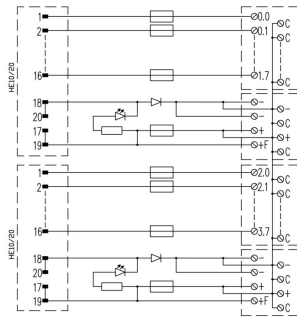 1 0.0 C
2 0.1 C
16 1.7 C
HE10/20
18 -
20 - -
C
17 + +
19 +F C
1 2.0 C
2 2.1 C
16 3.7 C
HE10/20
18 -
20 - -
C
17 + +
19 +F C